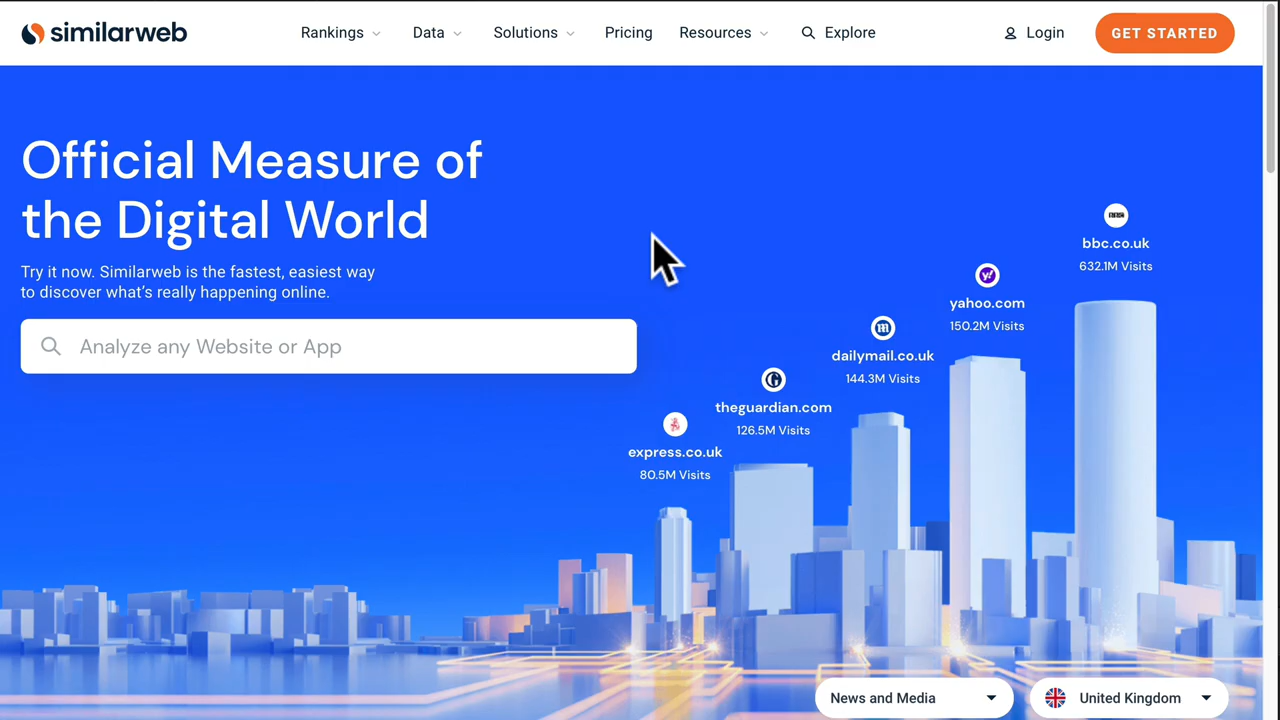 similarweb
Rankings
Data
Solutions
Pricing
Resources
Explore
Login
GET STARTED
Official Measure of
the Digital World
Try it now. Similarweb is the fastest, easiest way
to discover what's really happening online.
Analyze any Website or App
bbc.co.uk
632.1M Visits
yahoo.com
150.2M Visits
dailymail.co.uk
144.3M Visits
theguardian.com
126.5M Visits
express.co.uk
80.5M Visits
News and Media
United Kingdom